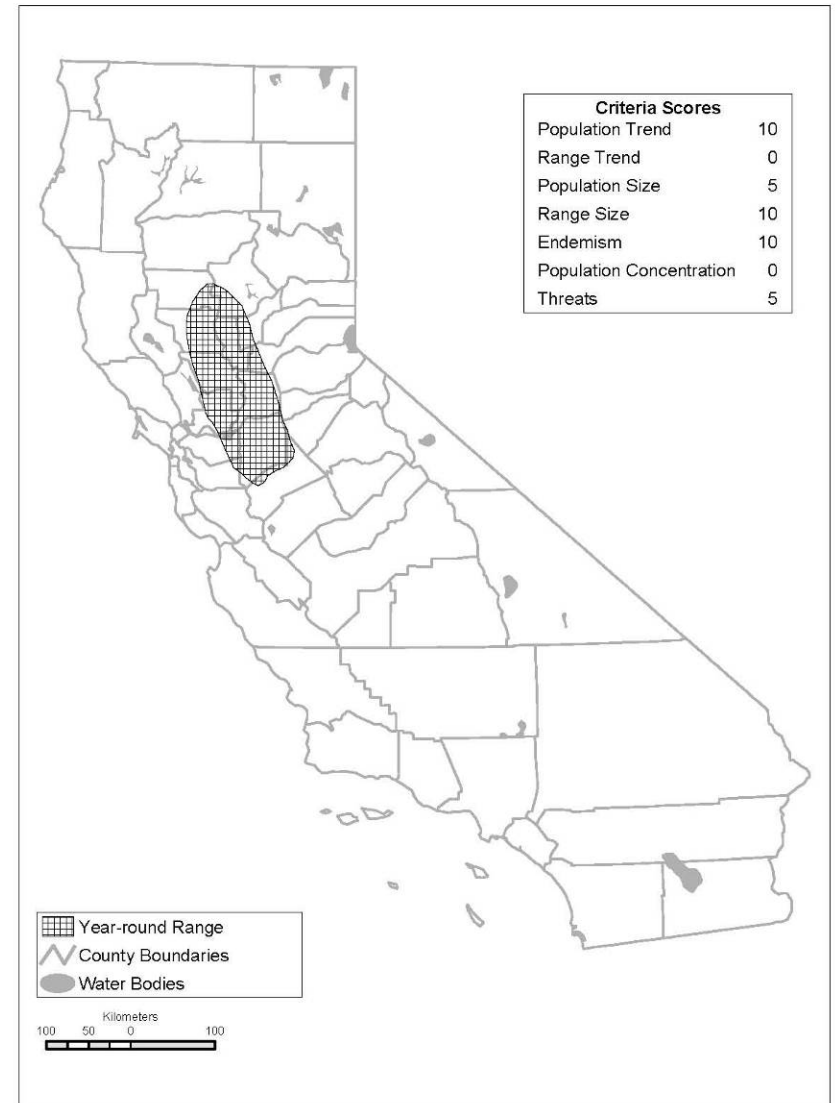 Criteria Scores
Population Trend 10
Range Trend 0
Population Size 5
Range Size 10
Endemism 10
Population Concentration 0
Threats 5
Year-round Range
County Boundaries
Water Bodies
Kilometers
100 50 0 100